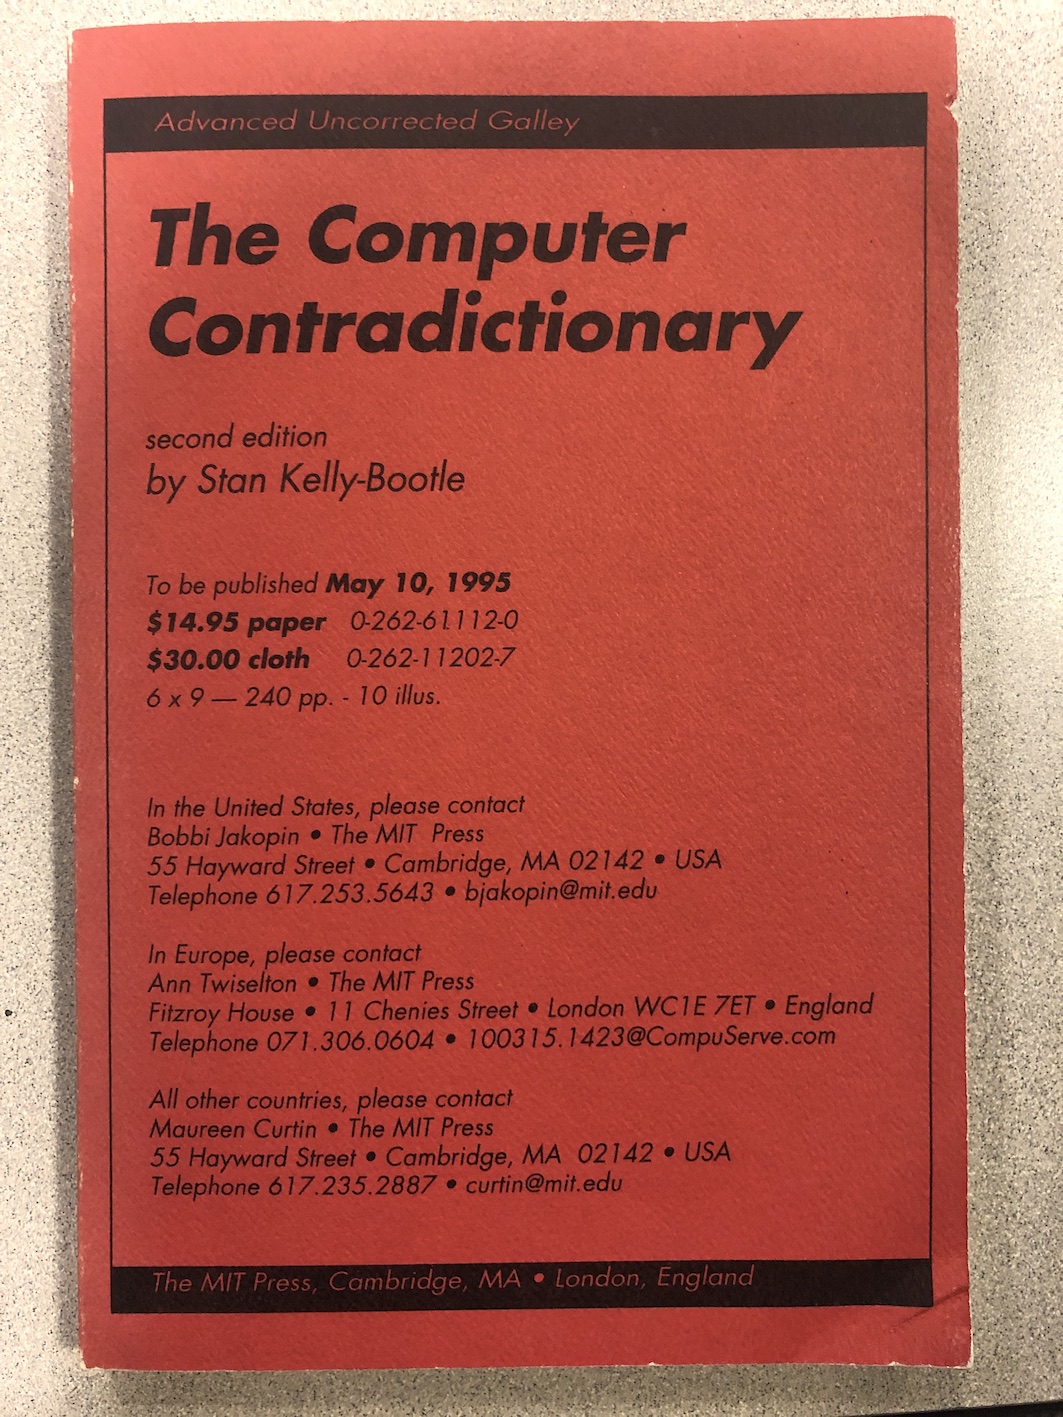 Advanced Uncorrected Galley
The Computer
Contradictionary
second edition
by Stan Kelly-Bootle
To be published May 10, 1995
$14.95 paper 0-262-61112-0
$30.00 cloth 0-262-11202-7
6 x 9 — 240 pp. - 10 illus.
In the United States, please contact
Bobbi Jakopin • The MIT Press
55 Hayward Street • Cambridge, MA 02142 • USA
Telephone 617.253.5643 • bjakopin@mit.edu
In Europe, please contact
Ann Twiselton • The MIT Press
Fitzroy House • 11 Chenies Street • London WC1E 7ET • England
Telephone 071.306.0604 • 100315.1423@CompuServe.com
All other countries, please contact
Maureen Curtin • The MIT Press
55 Hayward Street • Cambridge, MA 02142 • USA
Telephone 617.235.2887 • curtin@mit.edu
The MIT Press, Cambridge, MA • London, England